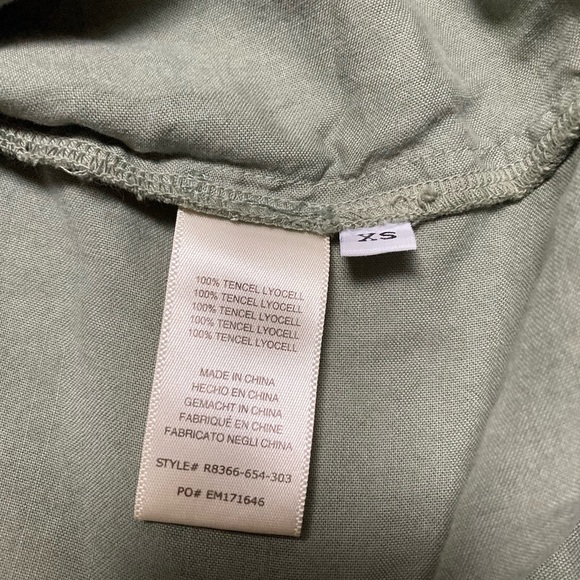 XS
100% TENCEL LYOCELL
100% TENCEL LYOCELL
100% TENCEL LYOCELL
100% TENCEL LYOCELL
100% TENCEL LYOCELL
MADE IN CHINA
HECHO EN CHINA
GEMACHT IN CHINA
FABRIQUÉ EN CHINE
FABRICATO NEGLI CHINA
STYLE# R8366-654-303
PO# EM171646